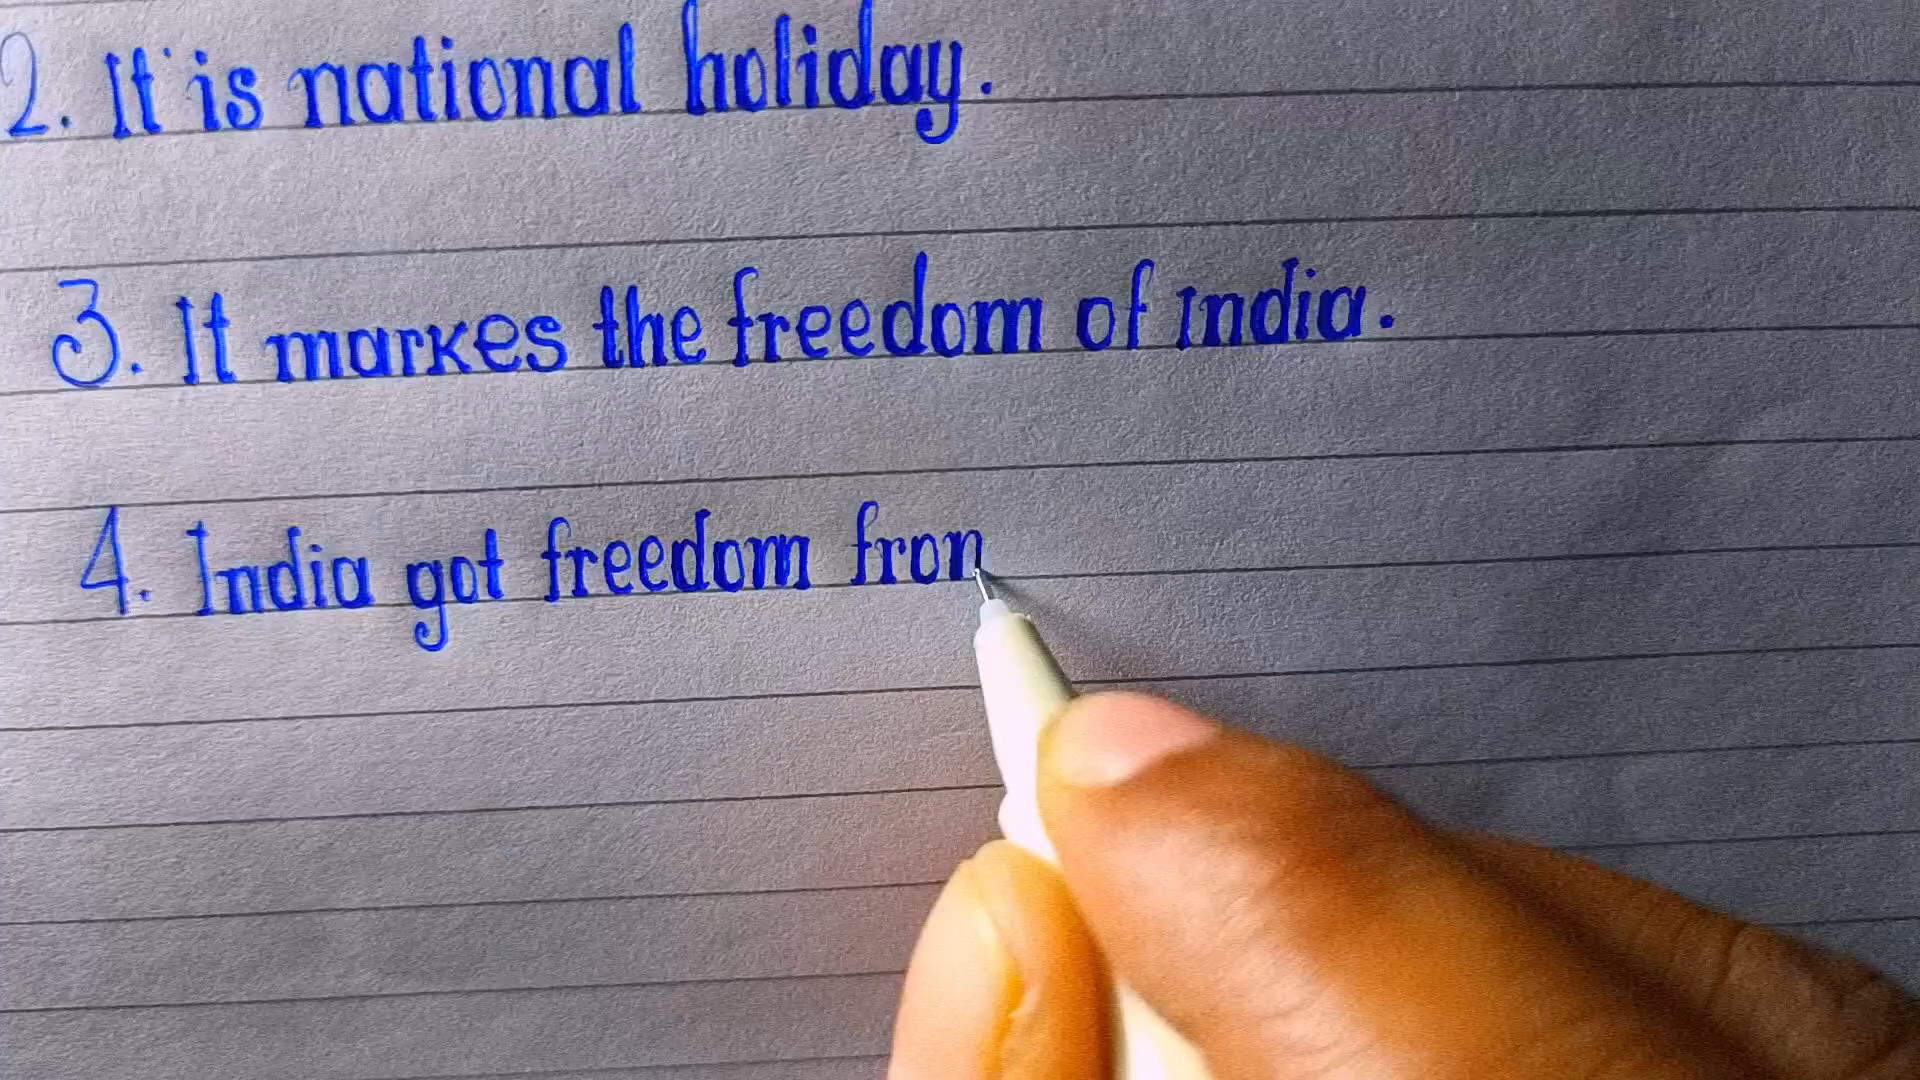 2. It is national holiday.
3. It markes the freedom of India.
4. India got freedom fron